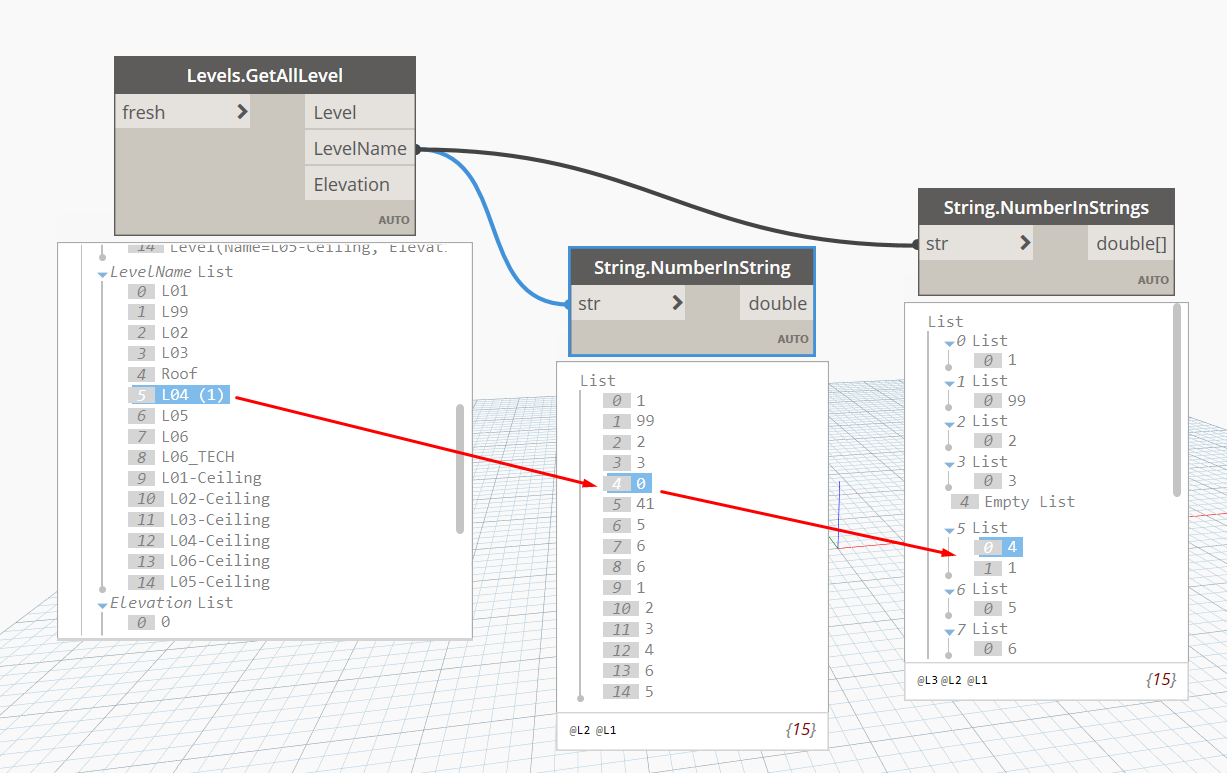 Levels.GetAllLevel
fresh
Level
LevelName
Elevation
AUTO
14 Level(Name=L05-Ceiling, Elevat.
LevelName List
0 L01
1 L99
2 L02
3 L03
4 Roof
5 L04 (1)
6 L05
7 L06
8 L06_TECH
9 L01-Ceiling
10 L02-Ceiling
11 L03-Ceiling
12 L04-Ceiling
13 L06-Ceiling
14 L05-Ceiling
Elevation List
0 0
String.NumberInString
str
double
AUTO
List
0 1
1 99
2 2
3 3
4 0
5 41
6 5
7 6
8 6
9 1
10 2
11 3
12 4
13 6
14 5
@L2 @L1
{15}
String.NumberInStrings
str
double[]
AUTO
List
0 List
0 1
1 List
0 99
2 List
0 2
3 List
0 3
4 Empty List
5 List
0 4
1 1
6 List
0 5
7 List
0 6
@L3 @L2 @L1
{15}